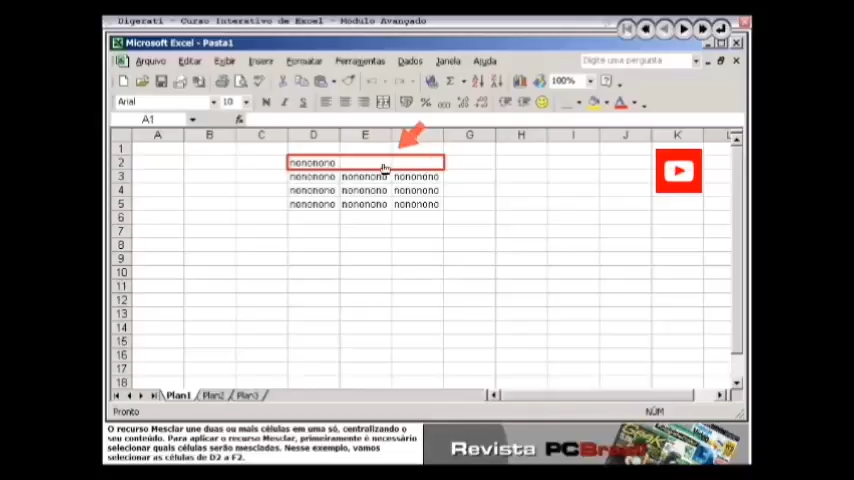 Digerati - Curso Interativo de Excel - Módulo Avançado
Microsoft Excel - Pasta1
Arquivo Editar Exibir Inserir Formatar Ferramentas Dados Janela Ajuda
Digite uma pergunta
100%
Arial 10 N I S
A1 fx
A B C D E G H I J K L
1
2 nononono
3 nononono nononono nononono
4 nononono nononono nononono
5 nononono nononono nononono
6
7
8
9
10
11
12
13
14
15
16
17
18
Plan1 Plan2 Plan3
Pronto NÚM
O recurso Mesclar une duas ou mais células em uma só, centralizando o
seu conteúdo. Para aplicar o recurso Mesclar, primeiramente é necessário
selecionar quais células serão mescladas. Nesse exemplo, vamos
selecionar as células de D2 a F2.
Revista PCBrasil